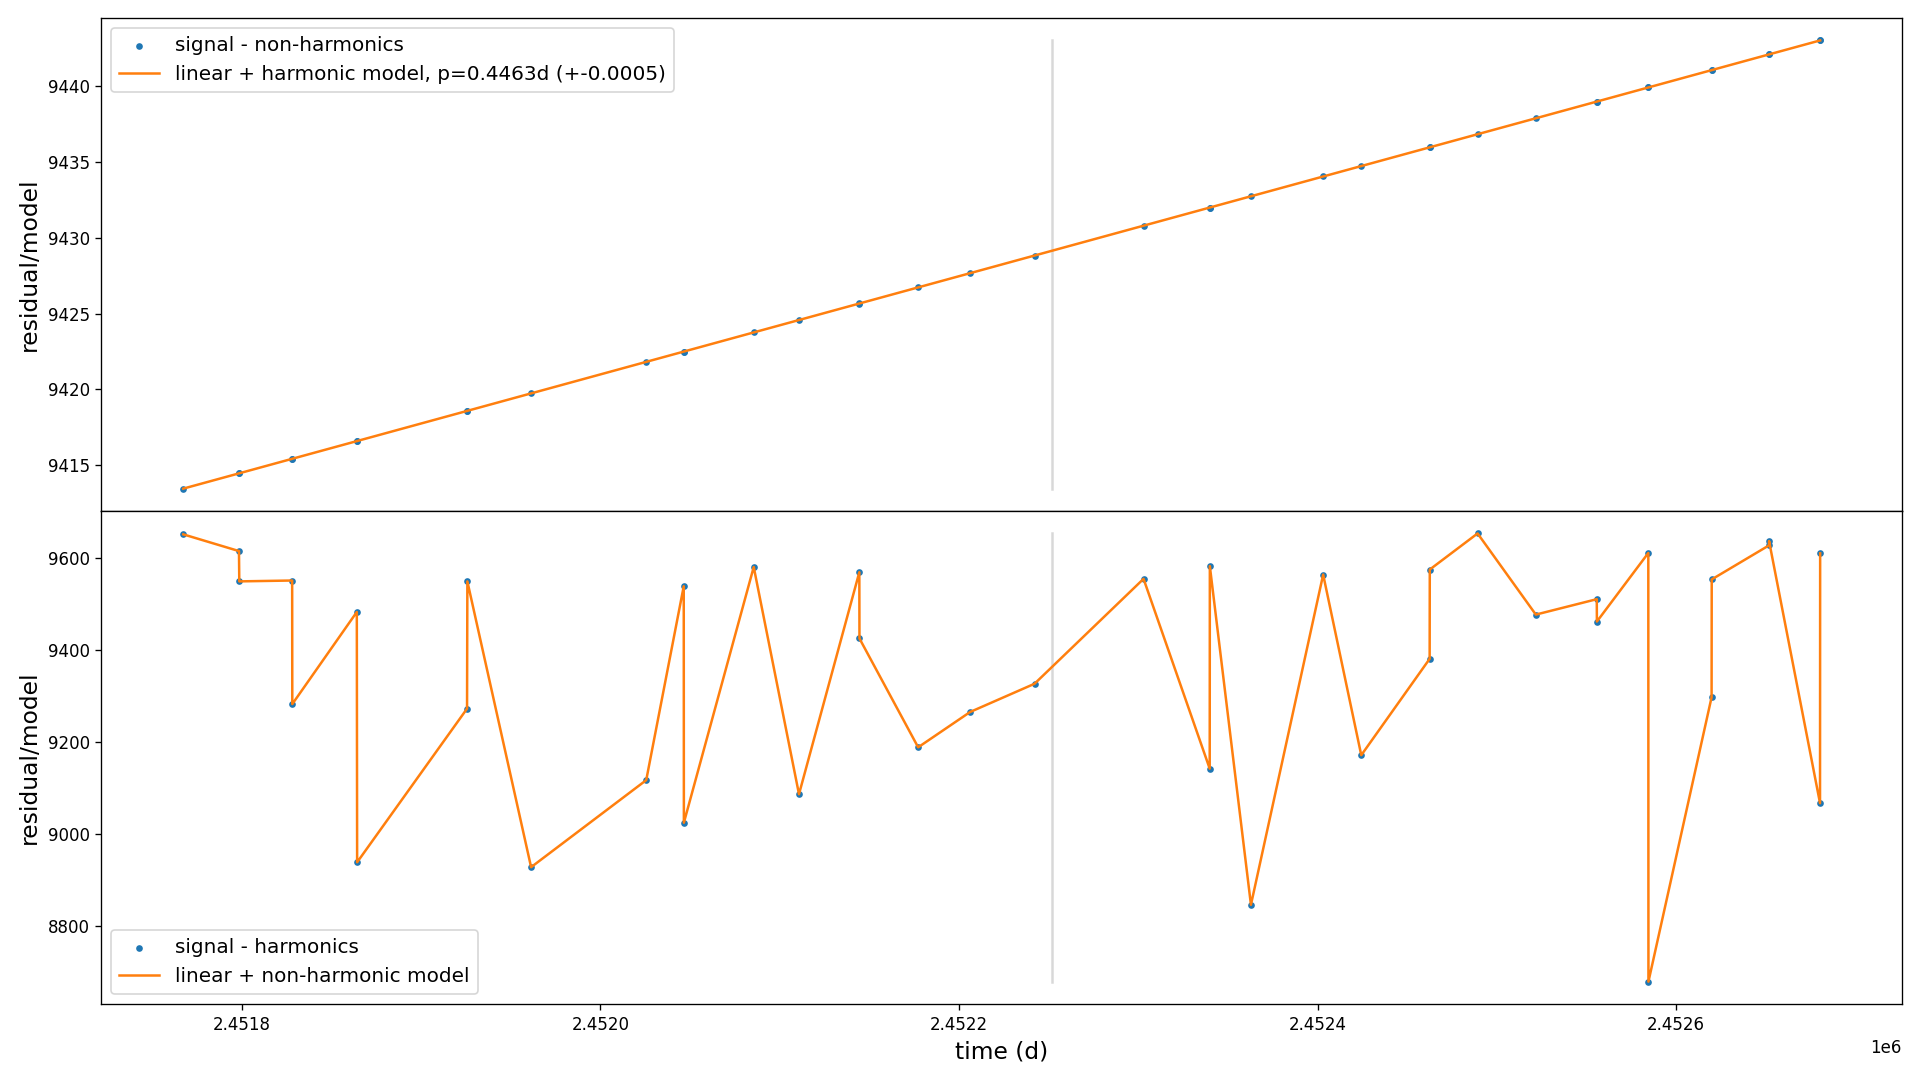 signal - non-harmonics
linear + harmonic model, p=0.4463d (+-0.0005)
9440
9435
9430
9425
9420
9415
residual/model
9600
9400
9200
9000
8800
residual/model
signal - harmonics
linear + non-harmonic model
2.4518
2.4520
2.4522
2.4524
2.4526
1e6
time (d)